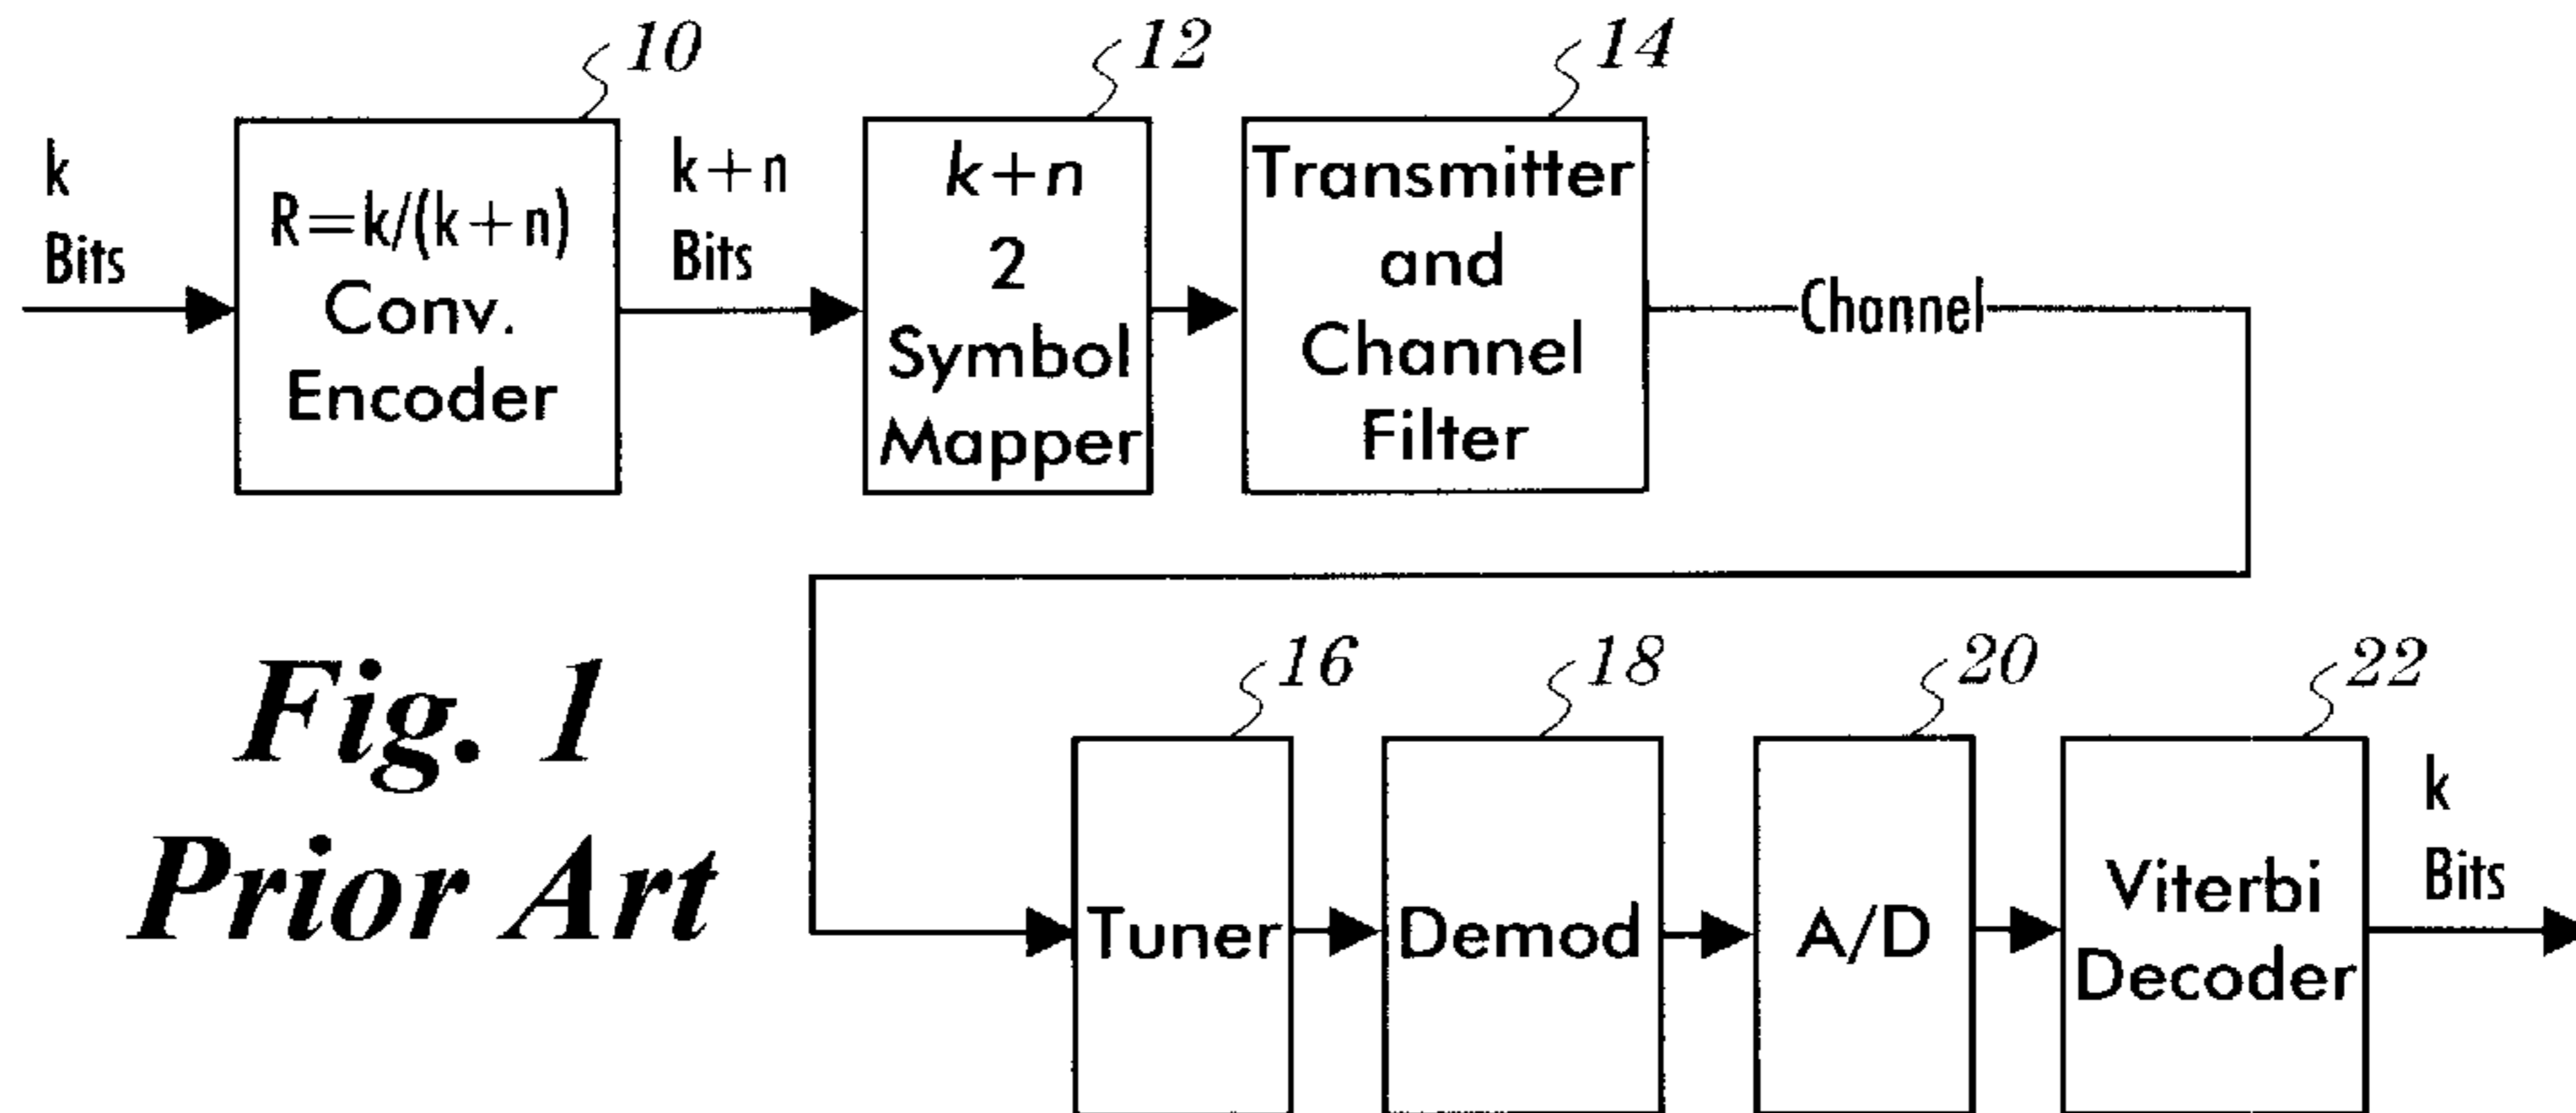 10
12
14
k
Bits
R=k/(k+n)
Conv.
Encoder
k+n
Bits
k+n
2
Symbol
Mapper
Transmitter
and
Channel
Filter
Channel
Fig. 1
Prior Art
16
18
20
22
Tuner
Demod
A/D
Viterbi
Decoder
k
Bits